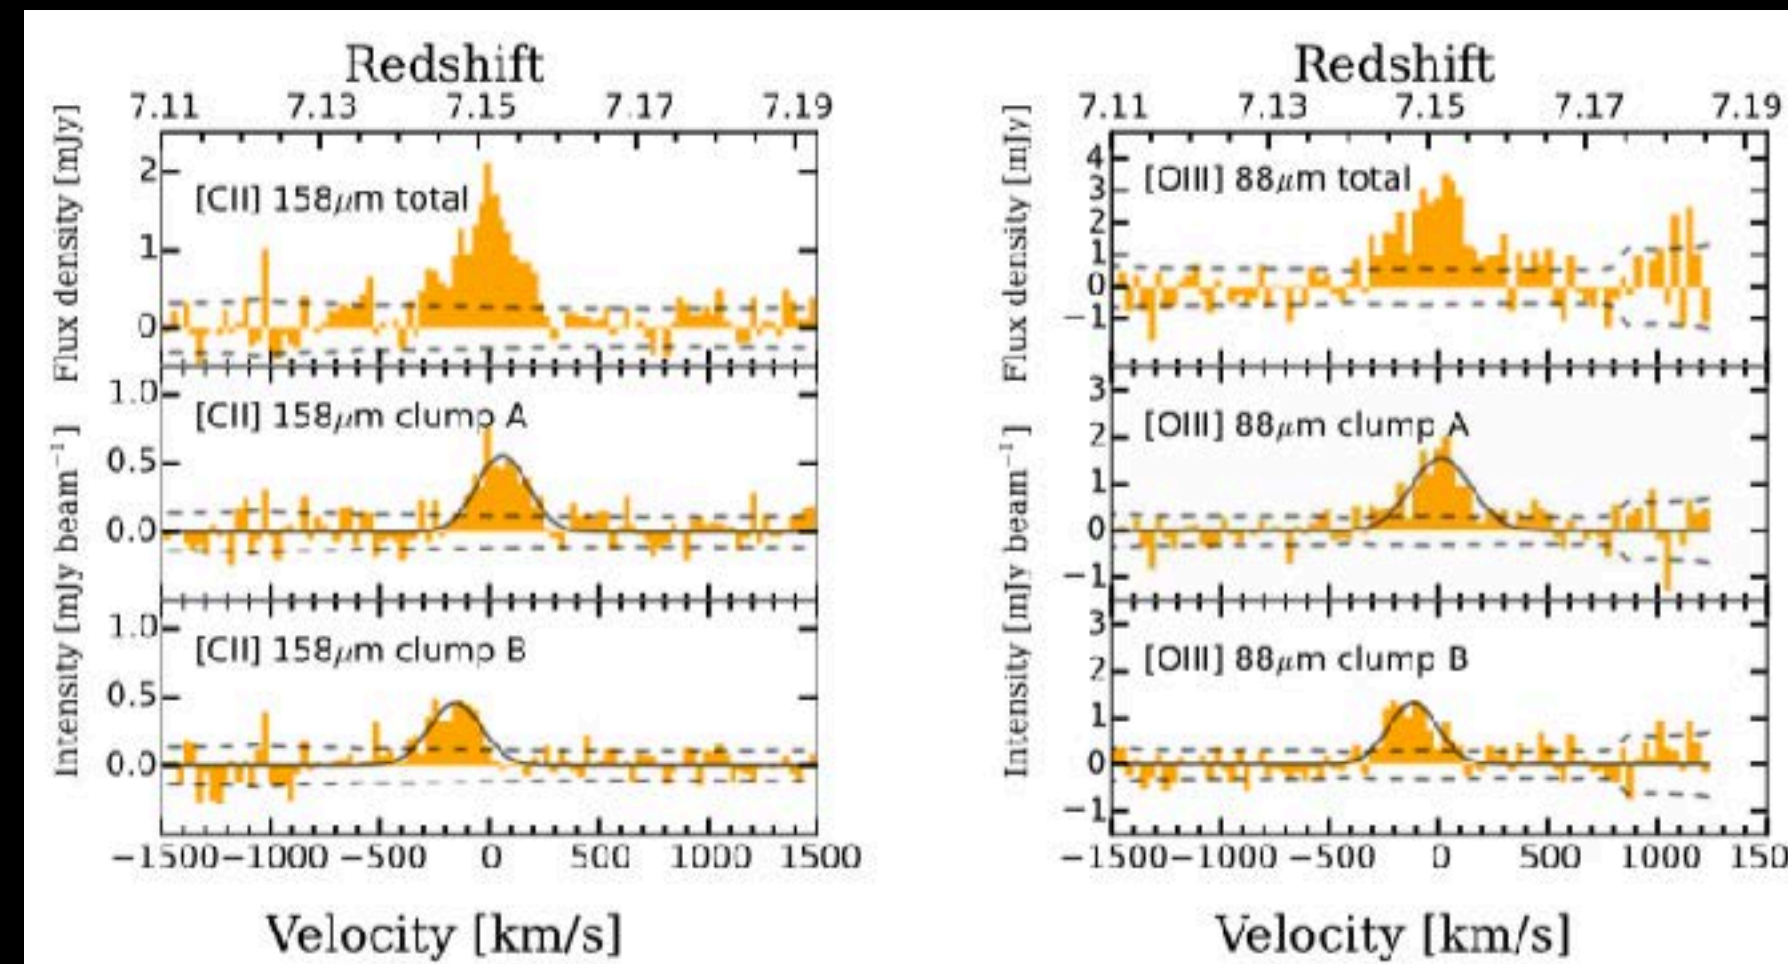 Redshift
7.11 7.13 7.15 7.17 7.19
Flux density [mJy]
2
1
0
[CII] 158μm total
Intensity [mJy beam⁻¹]
1.0
0.5
0.0
[CII] 158μm clump A
1.0
0.5
0.0
[CII] 158μm clump B
−1500 −1000 −500 0 500 1000 1500
Velocity [km/s]
Redshift
7.11 7.13 7.15 7.17 7.19
Flux density [mJy]
4
3
2
1
0
−1
[OIII] 88μm total
Intensity [mJy beam⁻¹]
3
2
1
0
−1
[OIII] 88μm clump A
3
2
1
0
−1
[OIII] 88μm clump B
−1500 −1000 −500 0 500 1000 150
Velocity [km/s]